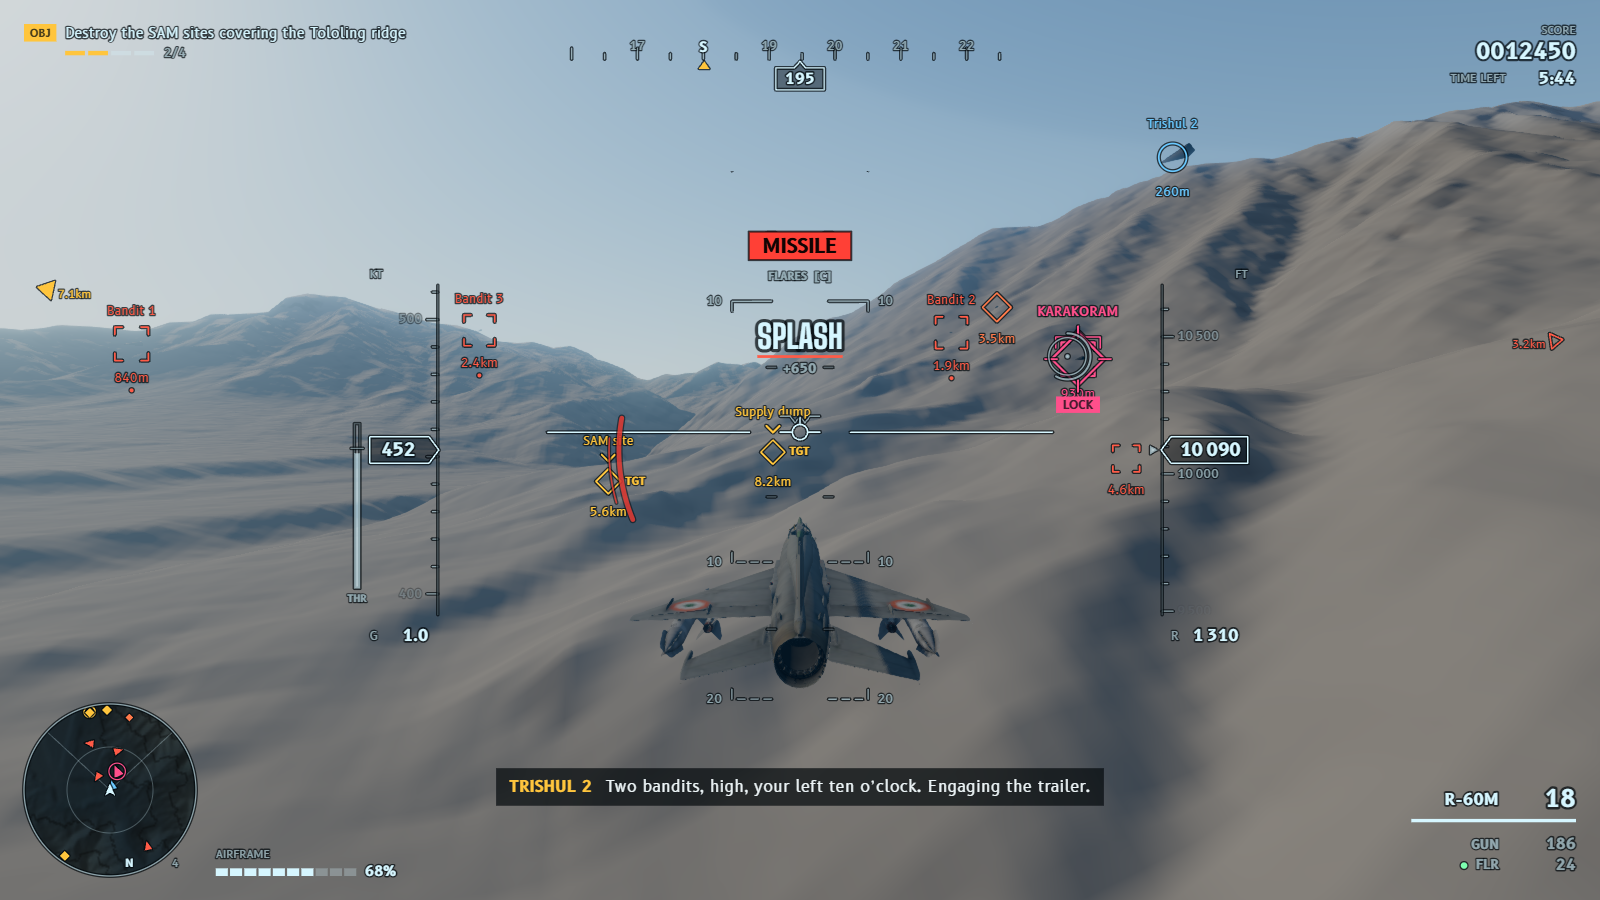 OBJ Destroy the SAM sites covering the Tololing ridge
2/4
17 S 19 20 21 22
195
SCORE
0012450
TIME LEFT 5:44
Trishul 2
260m
MISSILE
FLARES [C]
10 10
SPLASH
+650
7.1km
Bandit 1
840m
KT
500
Bandit 3
2.4km
452
400
THR
G 1.0
Bandit 2
1.9km
3.5km
KARAKORAM
LOCK
FT
10 500
3.2km
10 090
10 000
4.6km
R 1 310
Supply dump
TGT
8.2km
SAM site
TGT
5.6km
10 10
20 20
TRISHUL 2 Two bandits, high, your left ten o'clock. Engaging the trailer.
N
4
AIRFRAME
68%
R-60M 18
GUN 186
FLR 24